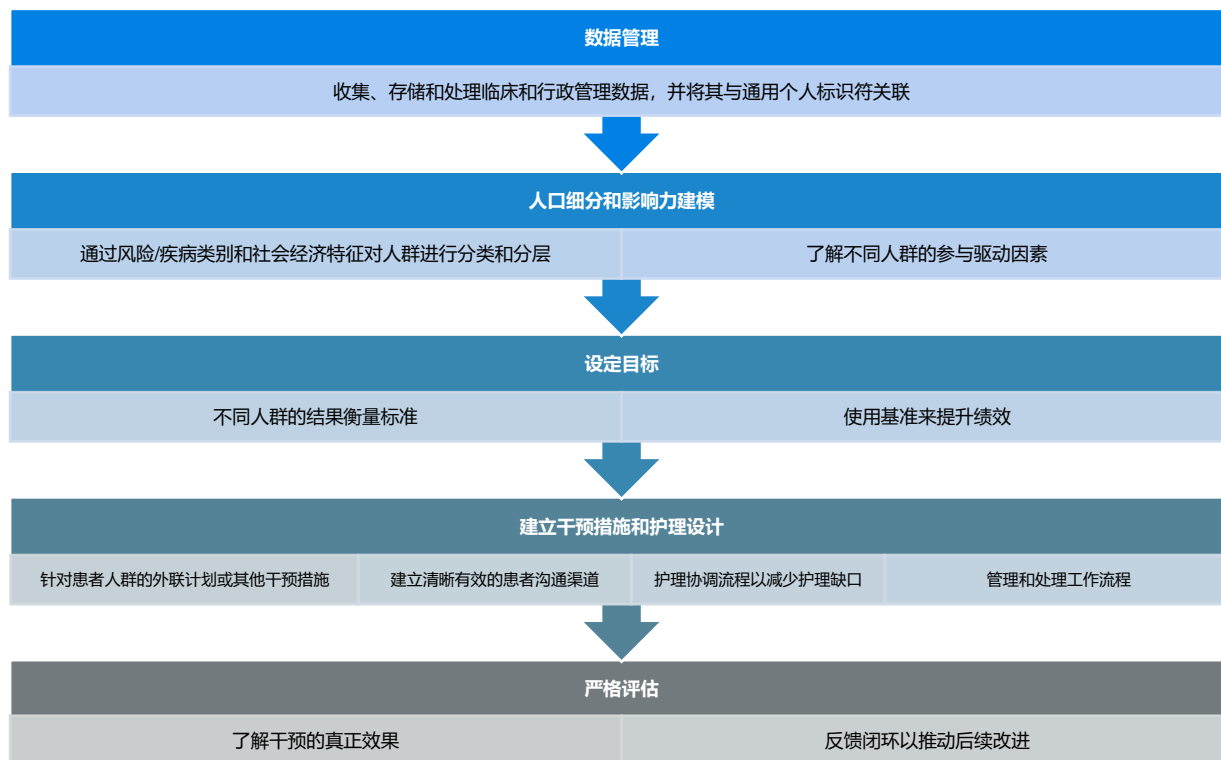 数据管理
收集、存储和处理临床和行政管理数据，并将其与通用个人标识符关联
人口细分和影响力建模
通过风险/疾病类别和社会经济特征对人群进行分类和分层
了解不同人群的参与驱动因素
设定目标
不同人群的结果衡量标准
使用基准来提升绩效
建立干预措施和护理设计
针对患者人群的外联计划或其他干预措施
建立清晰有效的患者沟通渠道
护理协调流程以减少护理缺口
管理和处理工作流程
严格评估
了解干预的真正效果
反馈闭环以推动后续改进